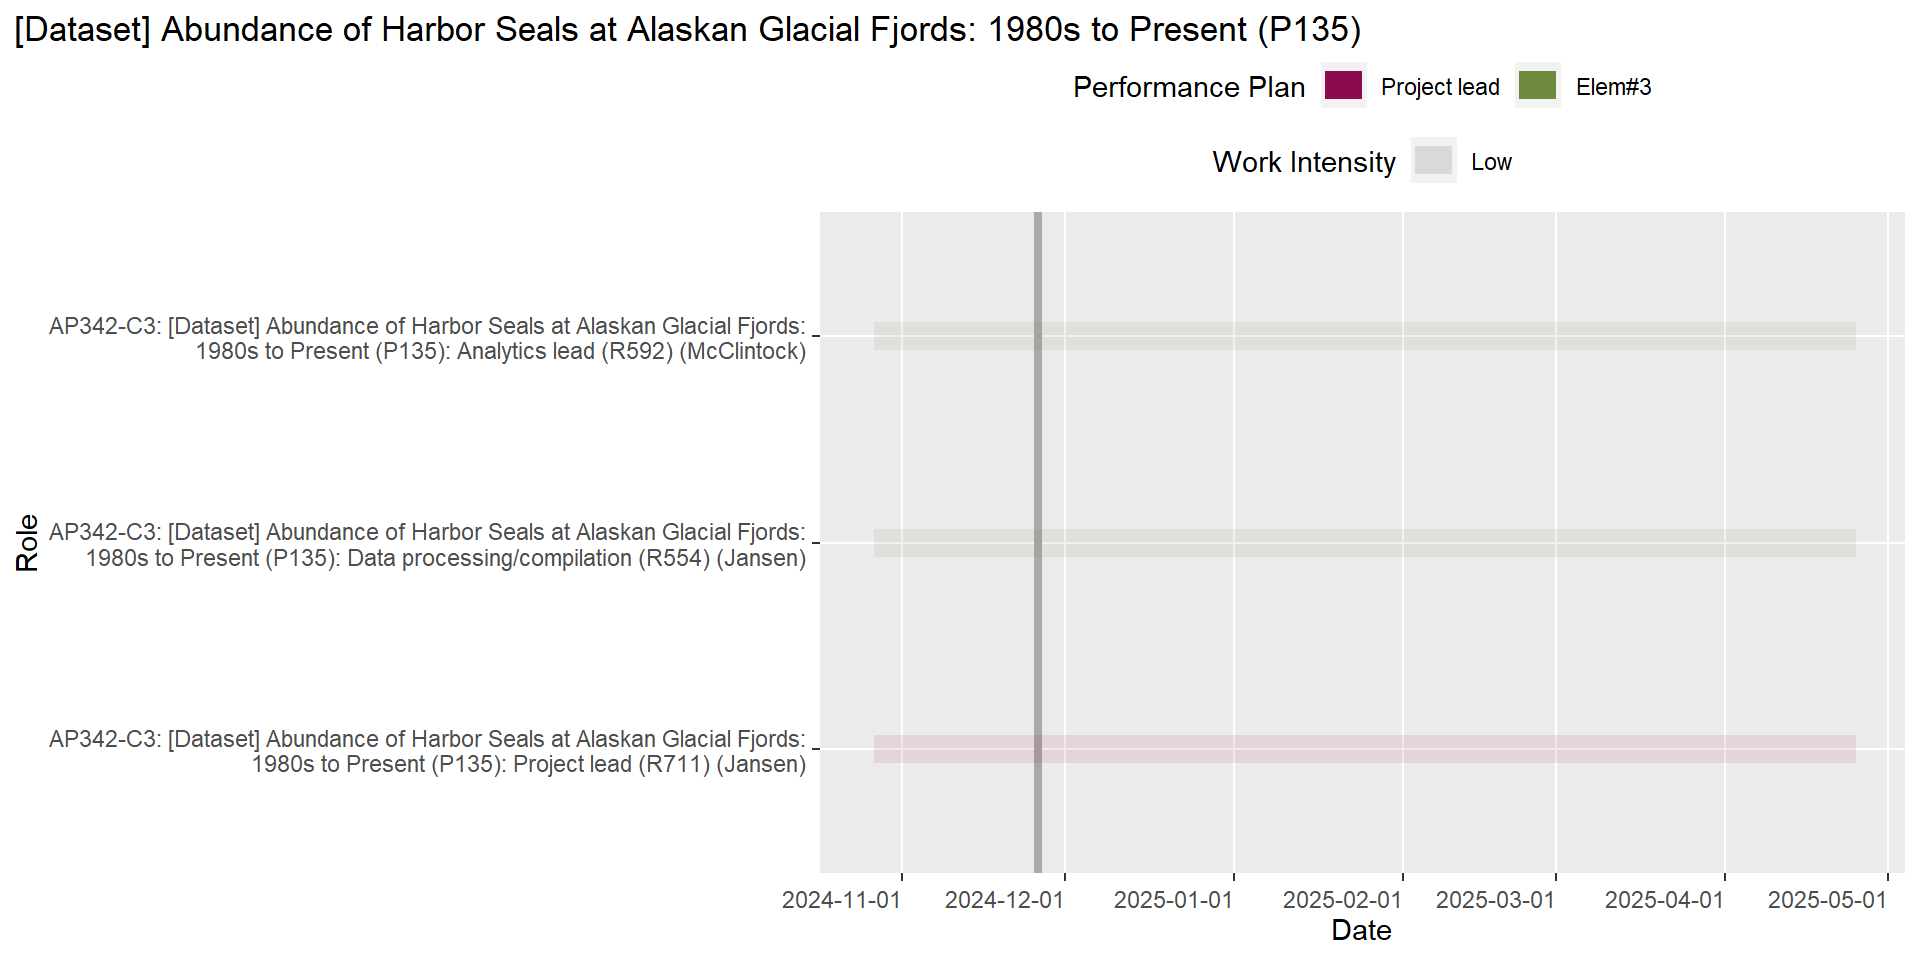 [Dataset] Abundance of Harbor Seals at Alaskan Glacial Fjords: 1980s to Present (P135)
Performance Plan Project lead Elem#3
Work Intensity Low
AP342-C3: [Dataset] Abundance of Harbor Seals at Alaskan Glacial Fjords:
1980s to Present (P135): Analytics lead (R592) (McClintock)
Role
AP342-C3: [Dataset] Abundance of Harbor Seals at Alaskan Glacial Fjords:
1980s to Present (P135): Data processing/compilation (R554) (Jansen)
AP342-C3: [Dataset] Abundance of Harbor Seals at Alaskan Glacial Fjords:
1980s to Present (P135): Project lead (R711) (Jansen)
2024-11-01 2024-12-01 2025-01-01 2025-02-01 2025-03-01 2025-04-01 2025-05-01
Date